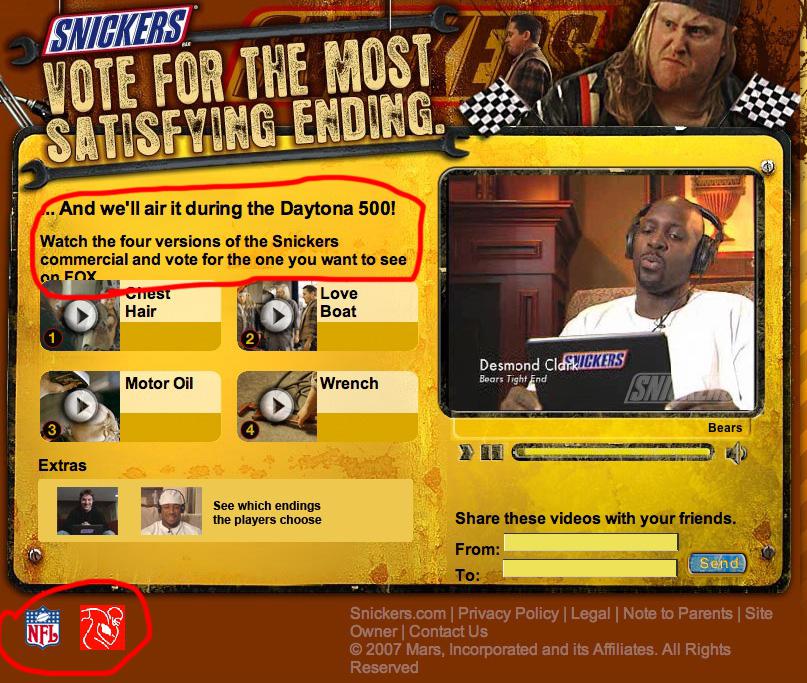 SNICKERS
VOTE FOR THE MOST
SATISFYING ENDING.
... And we'll air it during the Daytona 500!
Watch the four versions of the Snickers
commercial and vote for the one you want to see
on FOX
1
Chest
Hair
2
Love
Boat
3
Motor Oil
4
Wrench
Extras
See which endings
the players choose
SNICKERS
Desmond Clark
Bears Tight End
SNICKERS
Bears
Share these videos with your friends.
From:
To:
Send
NFL
Snickers.com | Privacy Policy | Legal | Note to Parents | Site
Owner | Contact Us
© 2007 Mars, Incorporated and its Affiliates. All Rights
Reserved